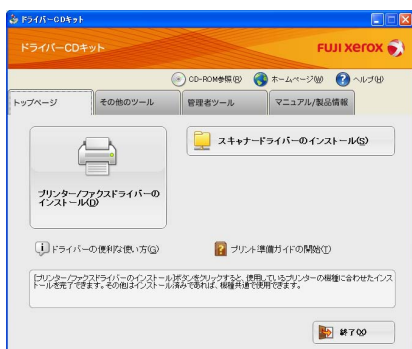 ドライバーCDキット
ドライバーCDキット
FUJI XEROX
CD-ROM参照(R) ホームページ(W) ヘルプ(H)
トップページ その他のツール 管理者ツール マニュアル/製品情報
プリンター/ファクスドライバーの
インストール(D)
スキャナードライバーのインストール(S)
ドライバーの便利な使い方(G) プリント準備ガイドの開始(T)
[プリンター/ファクスドライバーのインストール]ボタンをクリックすると、使用しているプリンターの機種に合わせたインス
トールを完了できます。その他はインストール済みであれば、機種共通で使用できます。
終了(X)